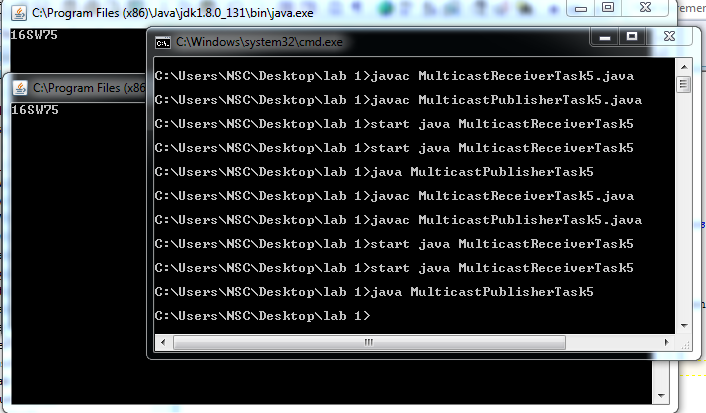 C:\Program Files (x86)\Java\jdk1.8.0_131\bin\java.exe
16SW75
C:\Program Files (x86
16SW75
C:\Windows\system32\cmd.exe
C:\Users\NSC\Desktop\lab 1>javac MulticastReceiverTask5.java
C:\Users\NSC\Desktop\lab 1>javac MulticastPublisherTask5.java
C:\Users\NSC\Desktop\lab 1>start java MulticastReceiverTask5
C:\Users\NSC\Desktop\lab 1>start java MulticastReceiverTask5
C:\Users\NSC\Desktop\lab 1>java MulticastPublisherTask5
C:\Users\NSC\Desktop\lab 1>javac MulticastReceiverTask5.java
C:\Users\NSC\Desktop\lab 1>javac MulticastPublisherTask5.java
C:\Users\NSC\Desktop\lab 1>start java MulticastReceiverTask5
C:\Users\NSC\Desktop\lab 1>start java MulticastReceiverTask5
C:\Users\NSC\Desktop\lab 1>java MulticastPublisherTask5
C:\Users\NSC\Desktop\lab 1>